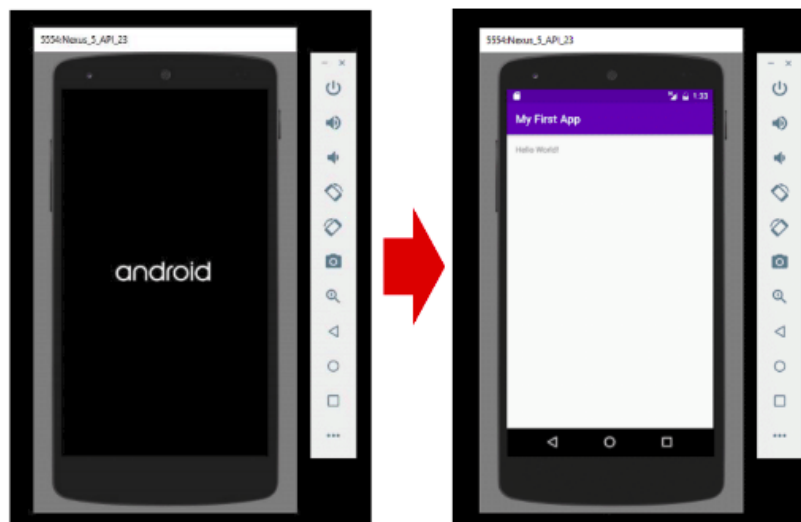 5554:Nexus_5_API_23
android
5554:Nexus_5_API_23
1:33
My First App
Hello World!